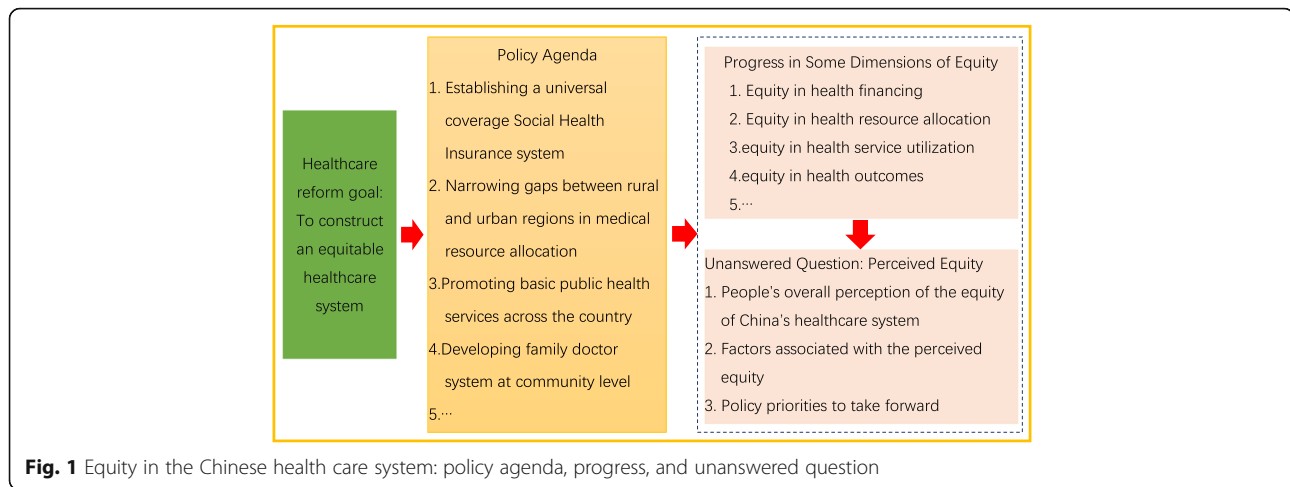 Healthcare
reform goal:
To construct
an equitable
healthcare
system
Policy Agenda
1. Establishing a universal
coverage Social Health
Insurance system
2. Narrowing gaps between rural
and urban regions in medical
resource allocation
3.Promoting basic public health
services across the country
4.Developing family doctor
system at community level
5.…
Progress in Some Dimensions of Equity
1. Equity in health financing
2. Equity in health resource allocation
3.equity in health service utilization
4.equity in health outcomes
5.…
Unanswered Question: Perceived Equity
1. People's overall perception of the equity
of China's healthcare system
2. Factors associated with the perceived
equity
3. Policy priorities to take forward
Fig. 1 Equity in the Chinese health care system: policy agenda, progress, and unanswered question